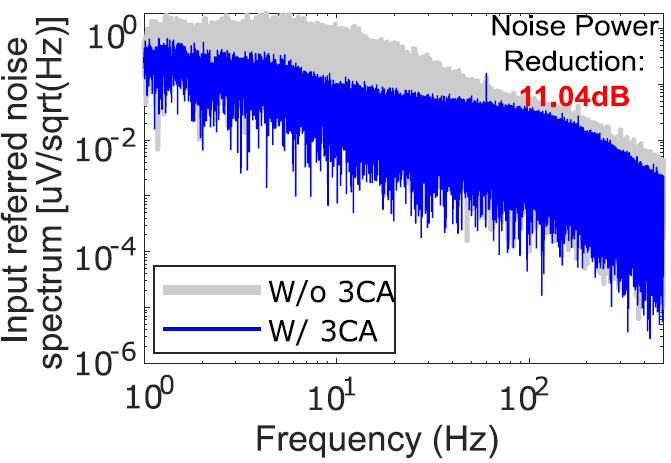 Noise Power
Reduction:
11.04dB
Input referred noise
spectrum [uV/sqrt(Hz)]
10^0
10^-2
10^-4
10^-6
W/o 3CA
W/ 3CA
10^0
10^1
10^2
Frequency (Hz)